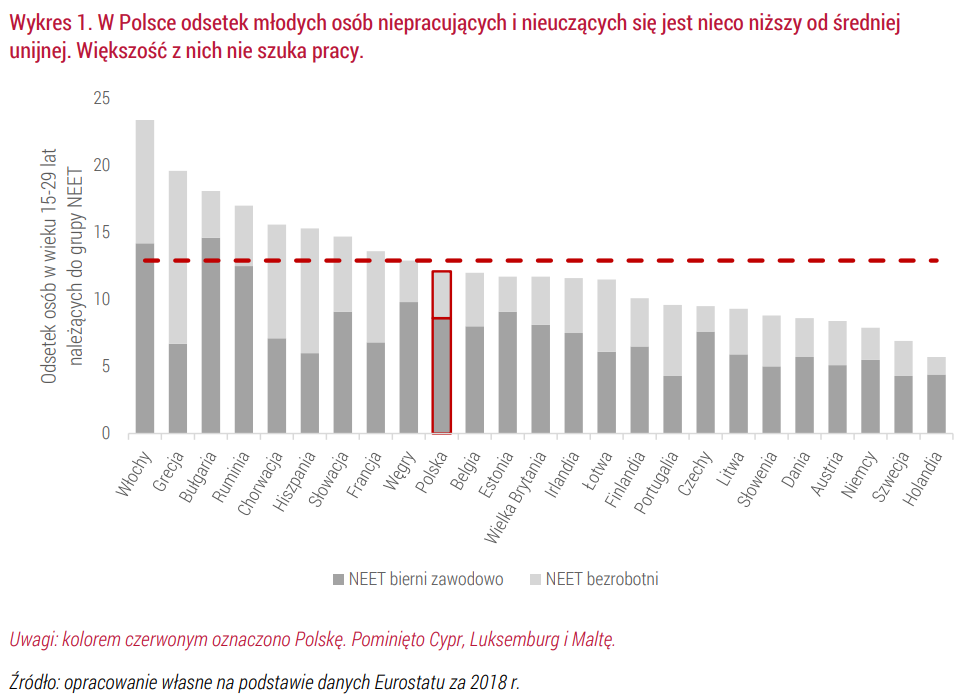 Wykres 1. W Polsce odsetek młodych osób niepracujących i nieuczących się jest nieco niższy od średniej
unijnej. Większość z nich nie szuka pracy.
Odsetek osób w wieku 15-29 lat
należących do grupy NEET
25
20
15
10
5
0
Włochy
Grecja
Bułgaria
Ruminia
Chorwacja
Hiszpania
Słowacja
Francja
Węgry
Polska
Belgia
Estonia
Wielka Brytania
Irlandia
Łotwa
Finlandia
Portugalia
Czechy
Litwa
Słowenia
Dania
Austria
Niemcy
Szwecja
Holandia
NEET bierni zawodowo
NEET bezrobotni
Uwagi: kolorem czerwonym oznaczono Polskę. Pominięto Cypr, Luksemburg i Maltę.
Źródło: opracowanie własne na podstawie danych Eurostatu za 2018 r.